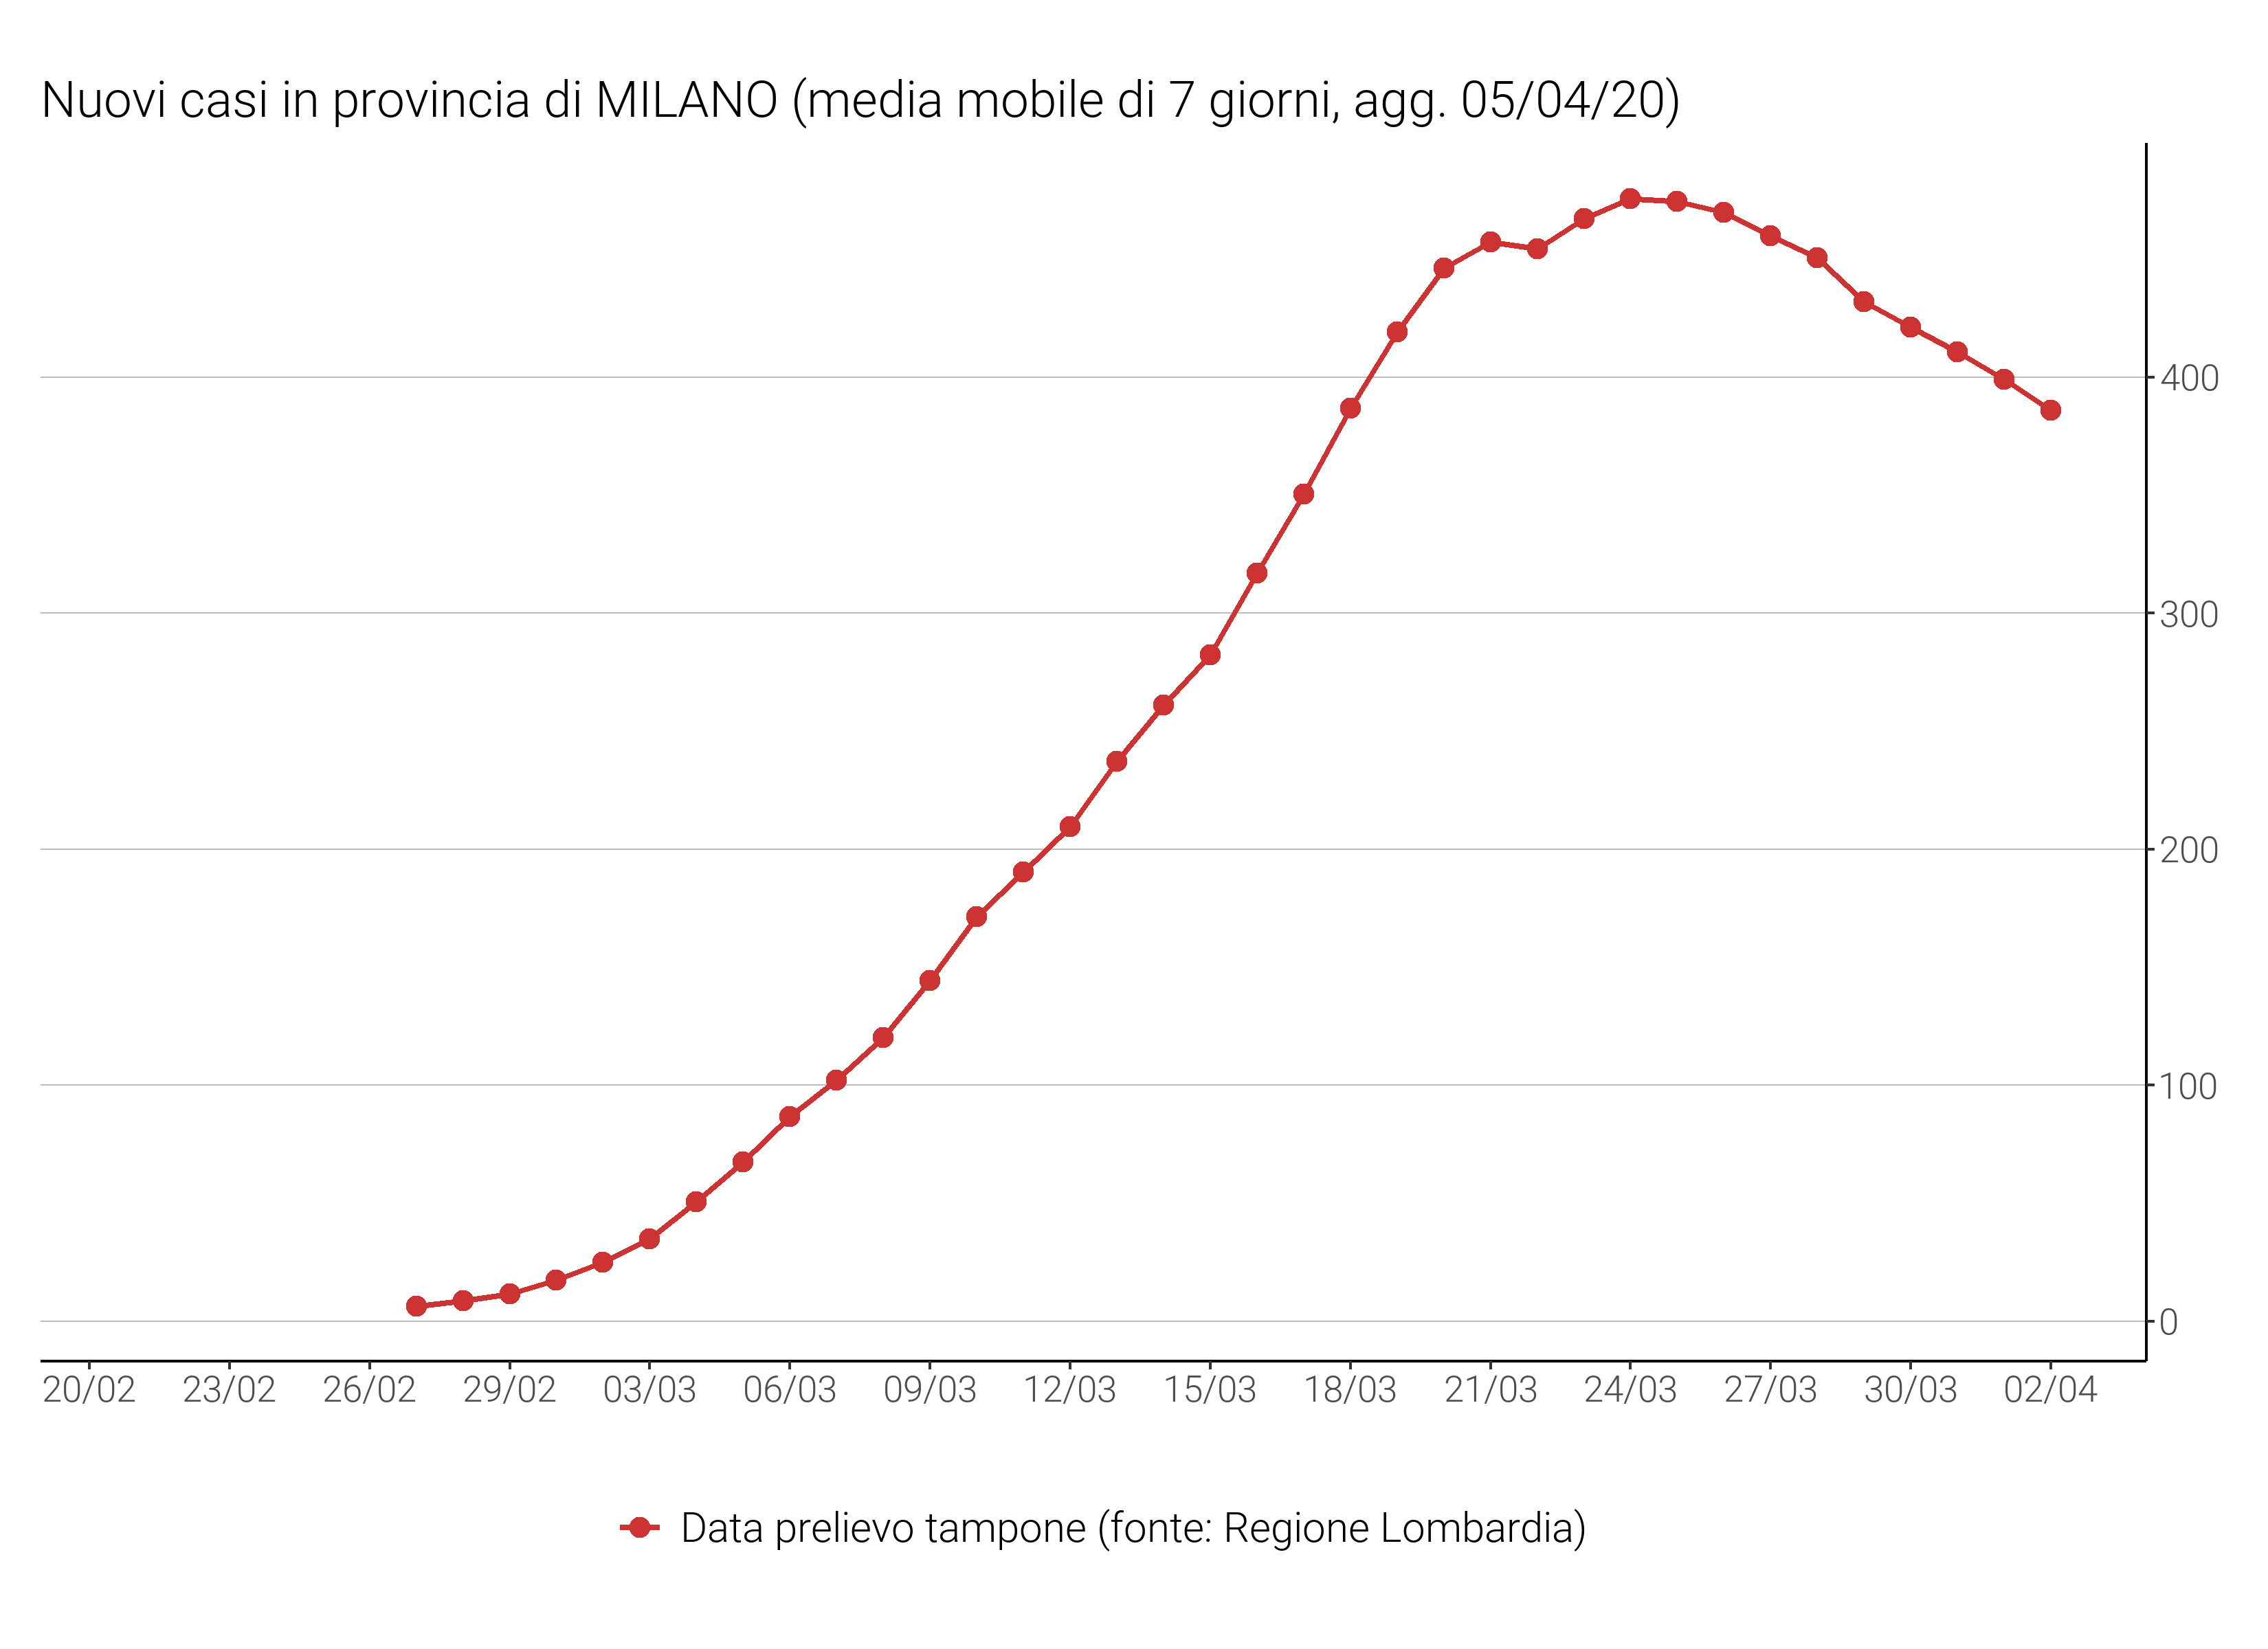 Nuovi casi in provincia di MILANO (media mobile di 7 giorni, agg. 05/04/20)
400
300
200
100
0
20/02 23/02 26/02 29/02 03/03 06/03 09/03 12/03 15/03 18/03 21/03 24/03 27/03 30/03 02/04
Data prelievo tampone (fonte: Regione Lombardia)